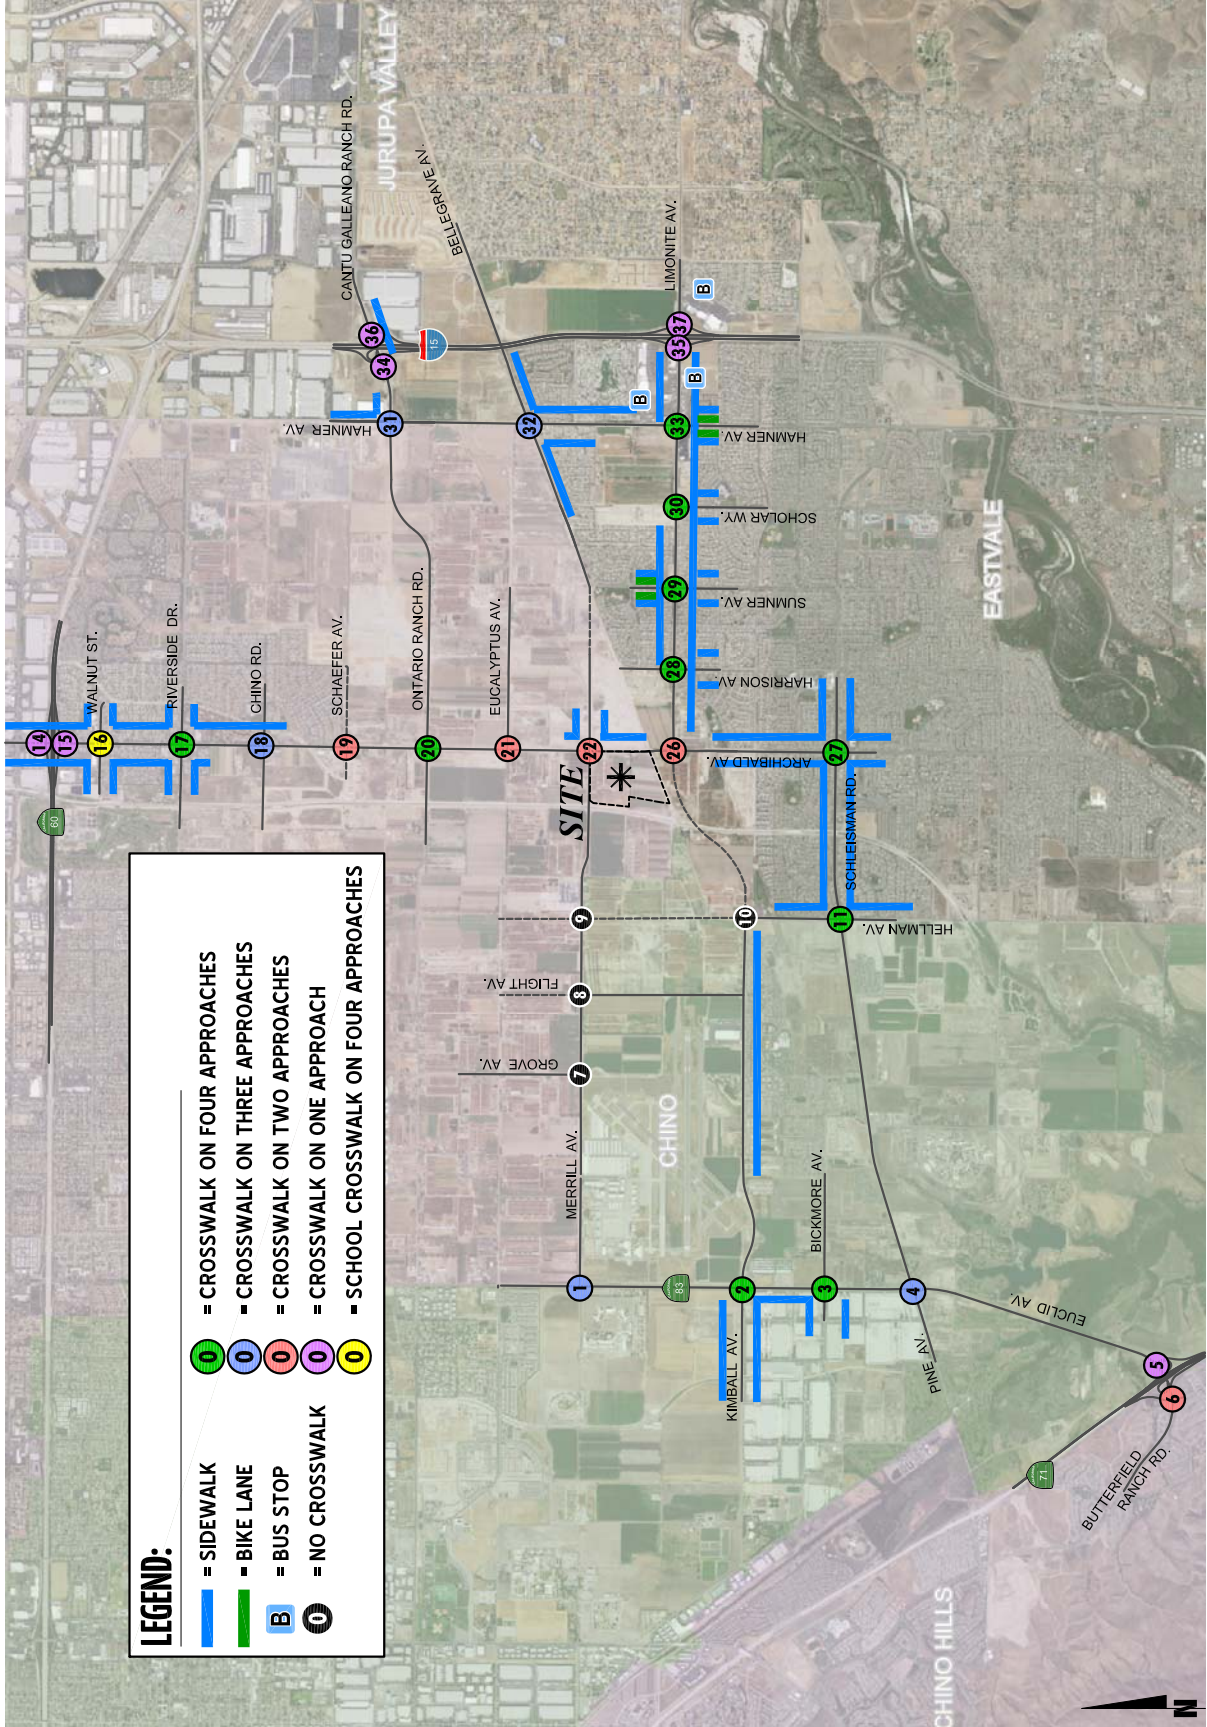 LEGEND:
= SIDEWALK
= BIKE LANE
B = BUS STOP
0 = NO CROSSWALK
0 = CROSSWALK ON FOUR APPROACHES
0 = CROSSWALK ON THREE APPROACHES
0 = CROSSWALK ON TWO APPROACHES
0 = CROSSWALK ON ONE APPROACH
0 = SCHOOL CROSSWALK ON FOUR APPROACHES
60
14
15
16
WALNUT ST.
17
RIVERSIDE DR.
18
CHINO RD.
19
SCHAEFER AV.
20
ONTARIO RANCH RD.
21
EUCALYPTUS AV.
22
SITE
26
ARCHIBALD AV.
27
SCHLEISMAN RD.
JURUPA VALLEY
CANTU GALLEANO RANCH RD.
BELLEGRAVE AV.
36
34
15
31
HAMNER AV.
32
LIMONITE AV.
B
37
35
B
B
33
HAMNER AV.
30
SCHOLAR WY.
29
SUMNER AV.
28
HARRISON AV.
EASTVALE
9
10
11
HELLMAN AV.
8
FLIGHT AV.
7
GROVE AV.
CHINO
MERRILL AV.
1
83
2
KIMBALL AV.
BICKMORE AV.
3
4
PINE AV.
EUCLID AV.
5
6
71
BUTTERFIELD
RANCH RD.
CHINO HILLS
N